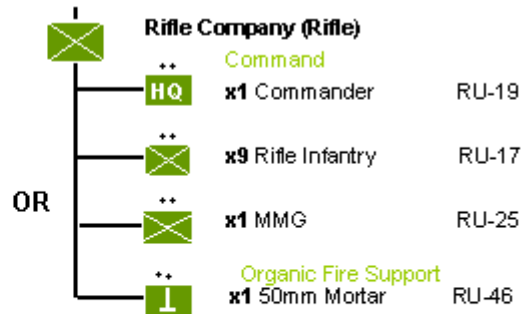 Rifle Company (Rifle)
Command
HQ x1 Commander RU-19
x9 Rifle Infantry RU-17
OR
x1 MMG RU-25
Organic Fire Support
x1 50mm Mortar RU-46